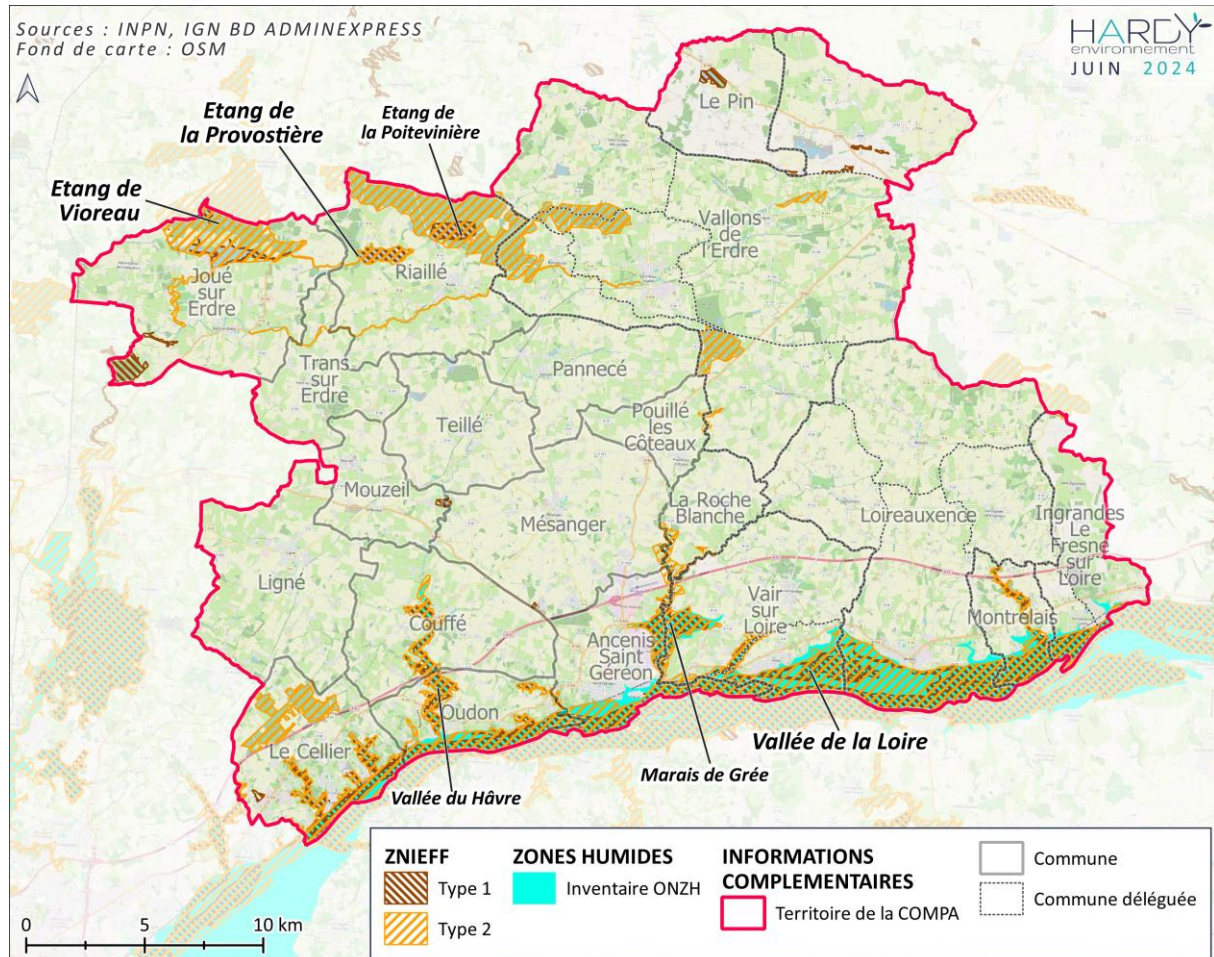 Sources : INPN, IGN BD ADMINEXPRESS
Fond de carte : OSM
HARDY
environnement
JUIN 2024
Le Pin
Etang de
la Provostière
Etang de
la Poitevinière
Etang de
Vioreau
Vallons
de
l'Erdre
Joué
sur
Erdre
Riaillé
Trans
sur
Erdre
Pannecé
Teillé
Pouillé
les
Côteaux
Mouzeil
Mésanger
La Roche
Blanche
Loireauxence
Ingrandes
Le
Fresne
sur
Loire
Ligné
Couffé
Vair
sur
Loire
Montrelais
Ancenis
Saint
Géréon
Oudon
Le Cellier
Vallée de la Loire
Marais de Grée
Vallée du Hâvre
ZNIEFF
Type 1
Type 2
ZONES HUMIDES
Inventaire ONZH
INFORMATIONS
COMPLEMENTAIRES
Territoire de la COMPA
Commune
Commune déléguée
0 5 10 km